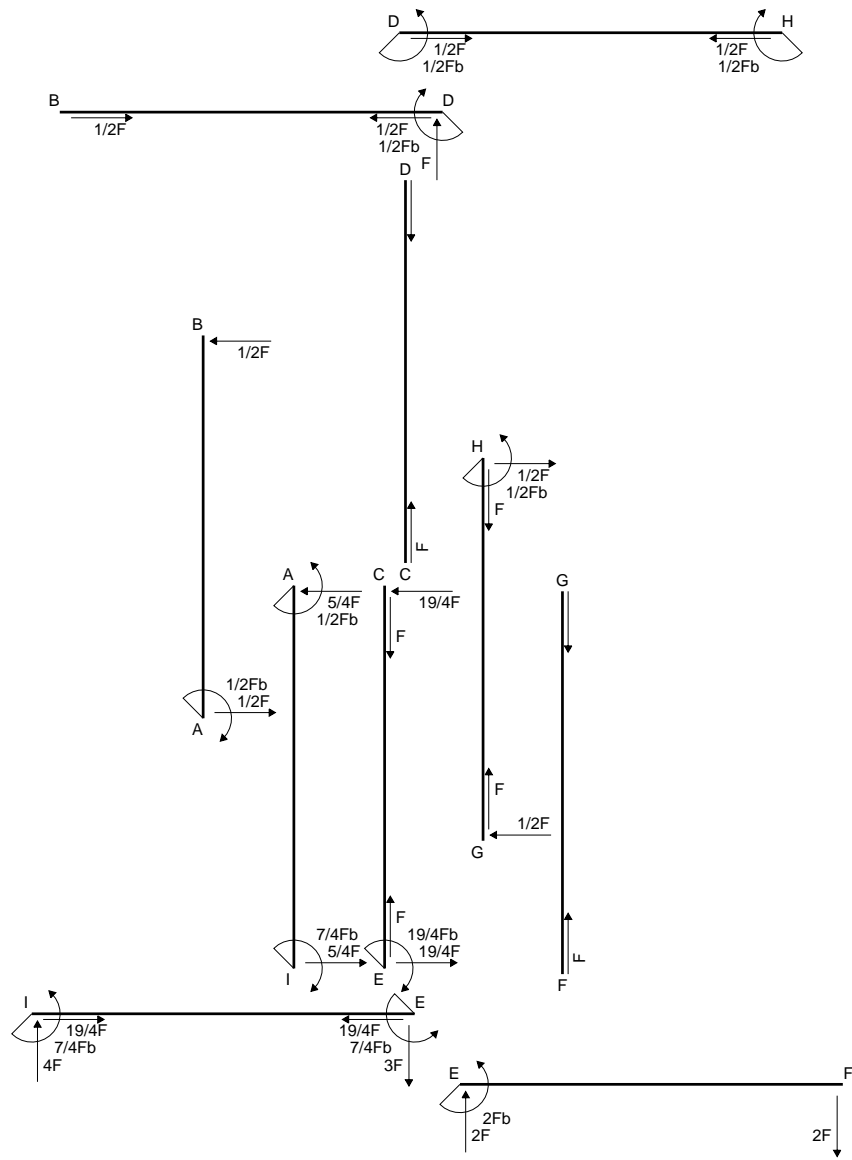 D H
1/2F 1/2F
1/2Fb 1/2Fb
B D
1/2F 1/2F
1/2Fb
F
D
B
1/2F
H
1/2F
1/2Fb
F
F
A C C G
5/4F 19/4F
1/2Fb
F
1/2Fb
1/2F
A
F
1/2F
G
F
7/4Fb 19/4Fb
5/4F 19/4F
F
I E F
I E
19/4F 19/4F
7/4Fb 7/4Fb
4F 3F
E F
2Fb
2F 2F